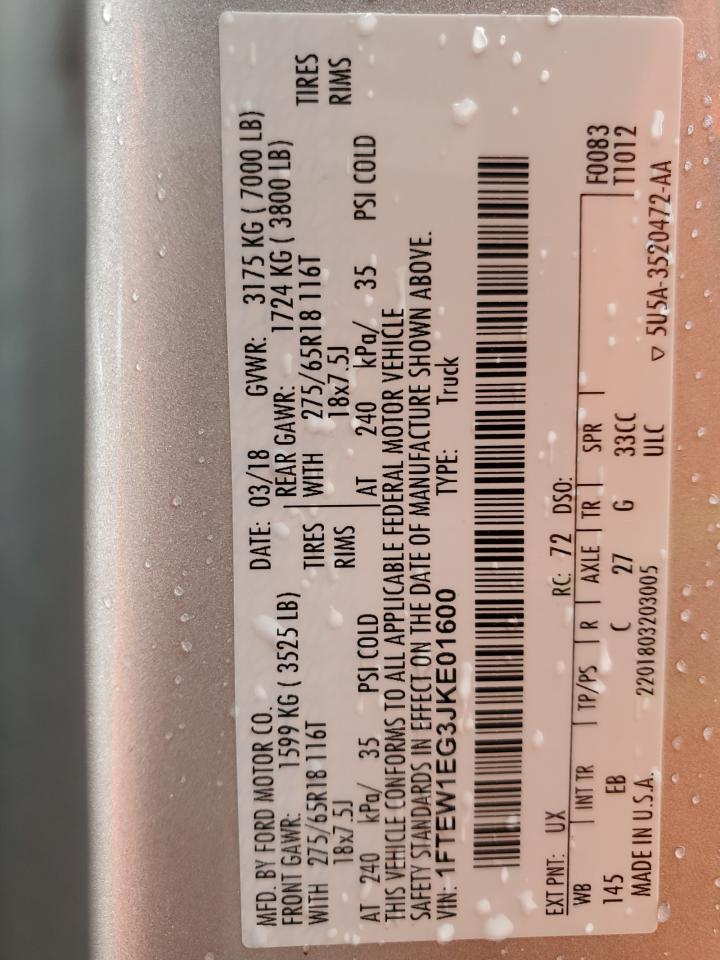 MFD. BY FORD MOTOR CO. DATE: 03/18 GVWR: 3175 KG ( 7000 LB)
FRONT GAWR: 1599 KG ( 3525 LB) REAR GAWR: 1724 KG ( 3800 LB)
WITH 275/65R18 116T TIRES WITH 275/65R18 116T TIRES
18x7.5J RIMS 18x7.5J RIMS
AT 240 kPa/ 35 PSI COLD AT 240 kPa/ 35 PSI COLD
THIS VEHICLE CONFORMS TO ALL APPLICABLE FEDERAL MOTOR VEHICLE
SAFETY STANDARDS IN EFFECT ON THE DATE OF MANUFACTURE SHOWN ABOVE.
VIN: 1FTEW1EG3JKE01600 TYPE: Truck
EXT PNT: UX RC: 72 DSO: F0083
WB INT TR TP/PS R AXLE TR SPR T1012
145 EB C 27 G 33CC
ULC
MADE IN U.S.A. 2201803203005 ▽ 5U5A-3520472-AA